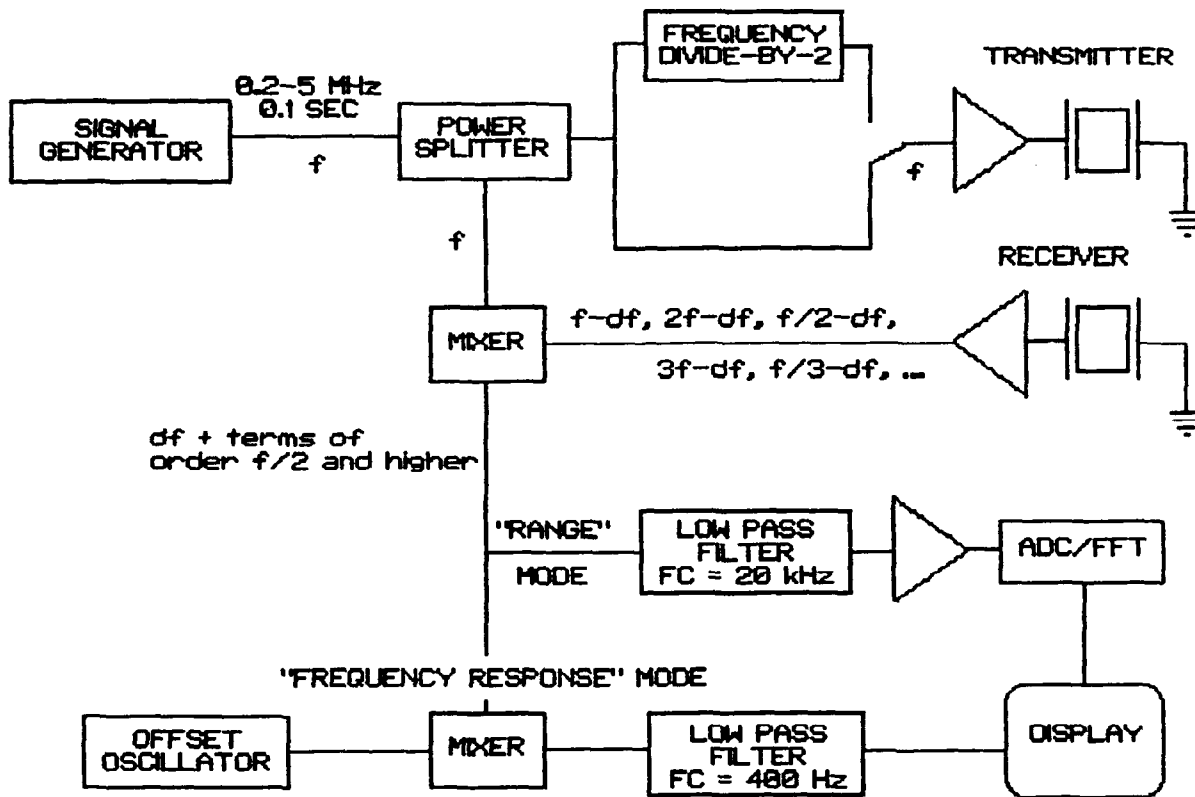 FREQUENCY
DIVIDE-BY-2
TRANSMITTER
0.2-5 MHz
0.1 SEC
SIGNAL
GENERATOR
f
POWER
SPLITTER
f
f
RECEIVER
MIXER
f-df, 2f-df, f/2-df,
3f-df, f/3-df, ...
df + terms of
order f/2 and higher
"RANGE"
MODE
LOW PASS
FILTER
FC = 20 kHz
ADC/FFT
"FREQUENCY RESPONSE" MODE
OFFSET
OSCILLATOR
MIXER
LOW PASS
FILTER
FC = 400 Hz
DISPLAY